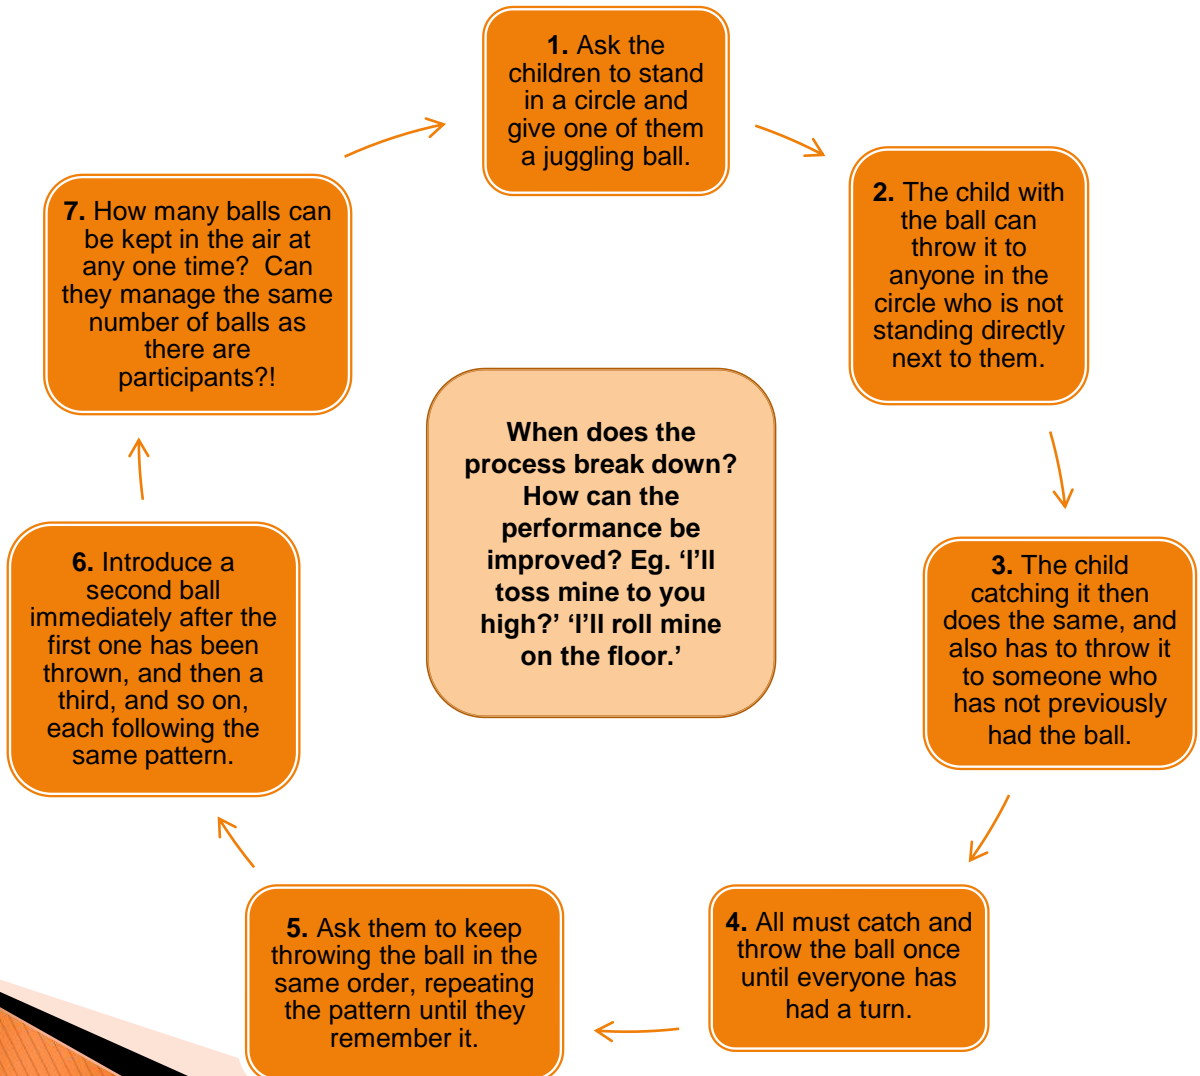 1. Ask the
children to stand
in a circle and
give one of them
a juggling ball.
2. The child with
the ball can
throw it to
anyone in the
circle who is not
standing directly
next to them.
3. The child
catching it then
does the same, and
also has to throw it
to someone who
has not previously
had the ball.
4. All must catch and
throw the ball once
until everyone has
had a turn.
5. Ask them to keep
throwing the ball in the
same order, repeating
the pattern until they
remember it.
6. Introduce a
second ball
immediately after the
first one has been
thrown, and then a
third, and so on,
each following the
same pattern.
7. How many balls can
be kept in the air at
any one time?  Can
they manage the same
number of balls as
there are
participants?!
When does the
process break down?
How can the
performance be
improved? Eg. ‘I’ll
toss mine to you
high?’ ‘I’ll roll mine
on the floor.’